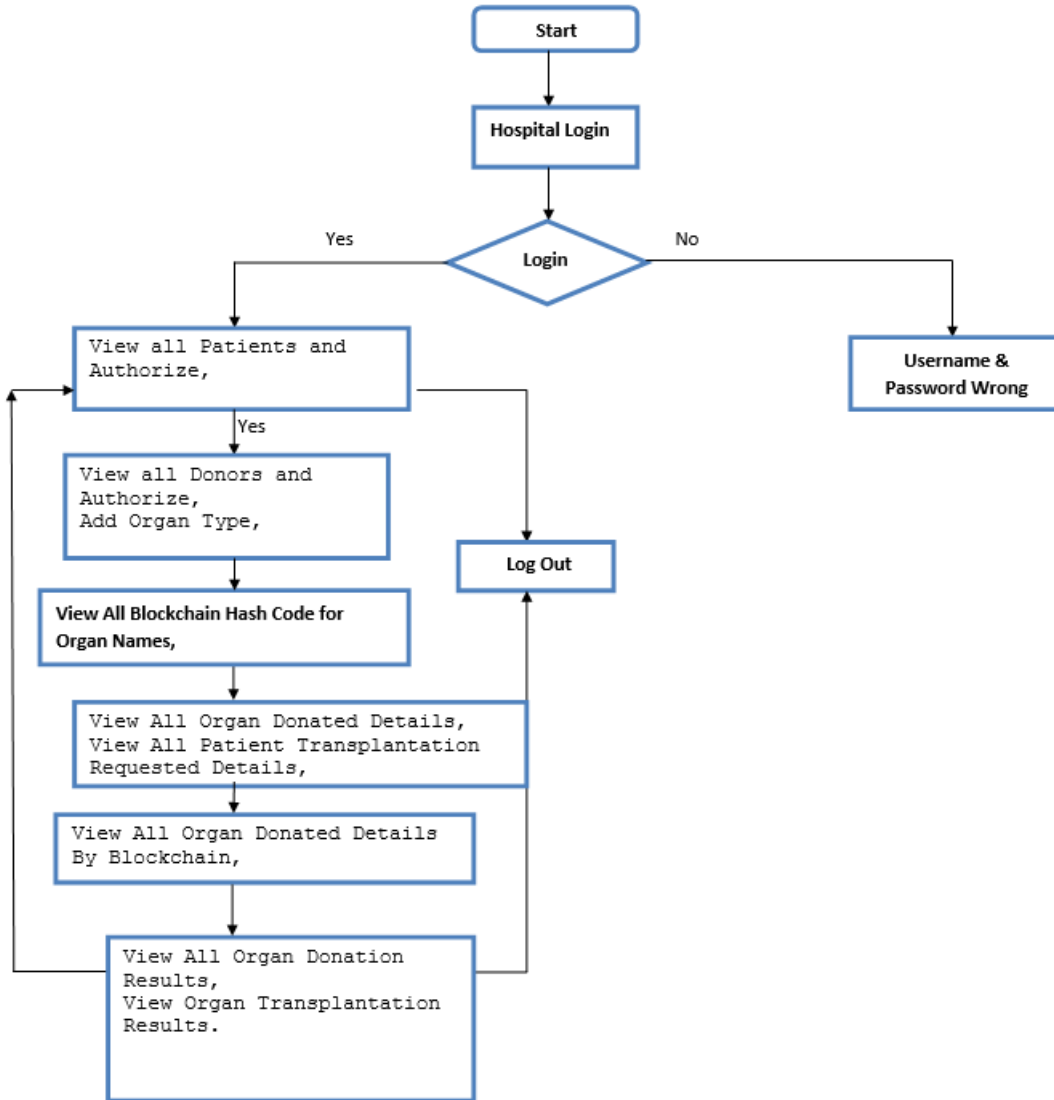 Start
Hospital Login
Yes
No
Login
View all Patients and
Authorize,
Username &
Password Wrong
Yes
View all Donors and
Authorize,
Add Organ Type,
Log Out
View All Blockchain Hash Code for
Organ Names,
View All Organ Donated Details,
View All Patient Transplantation
Requested Details,
View All Organ Donated Details
By Blockchain,
View All Organ Donation
Results,
View Organ Transplantation
Results.